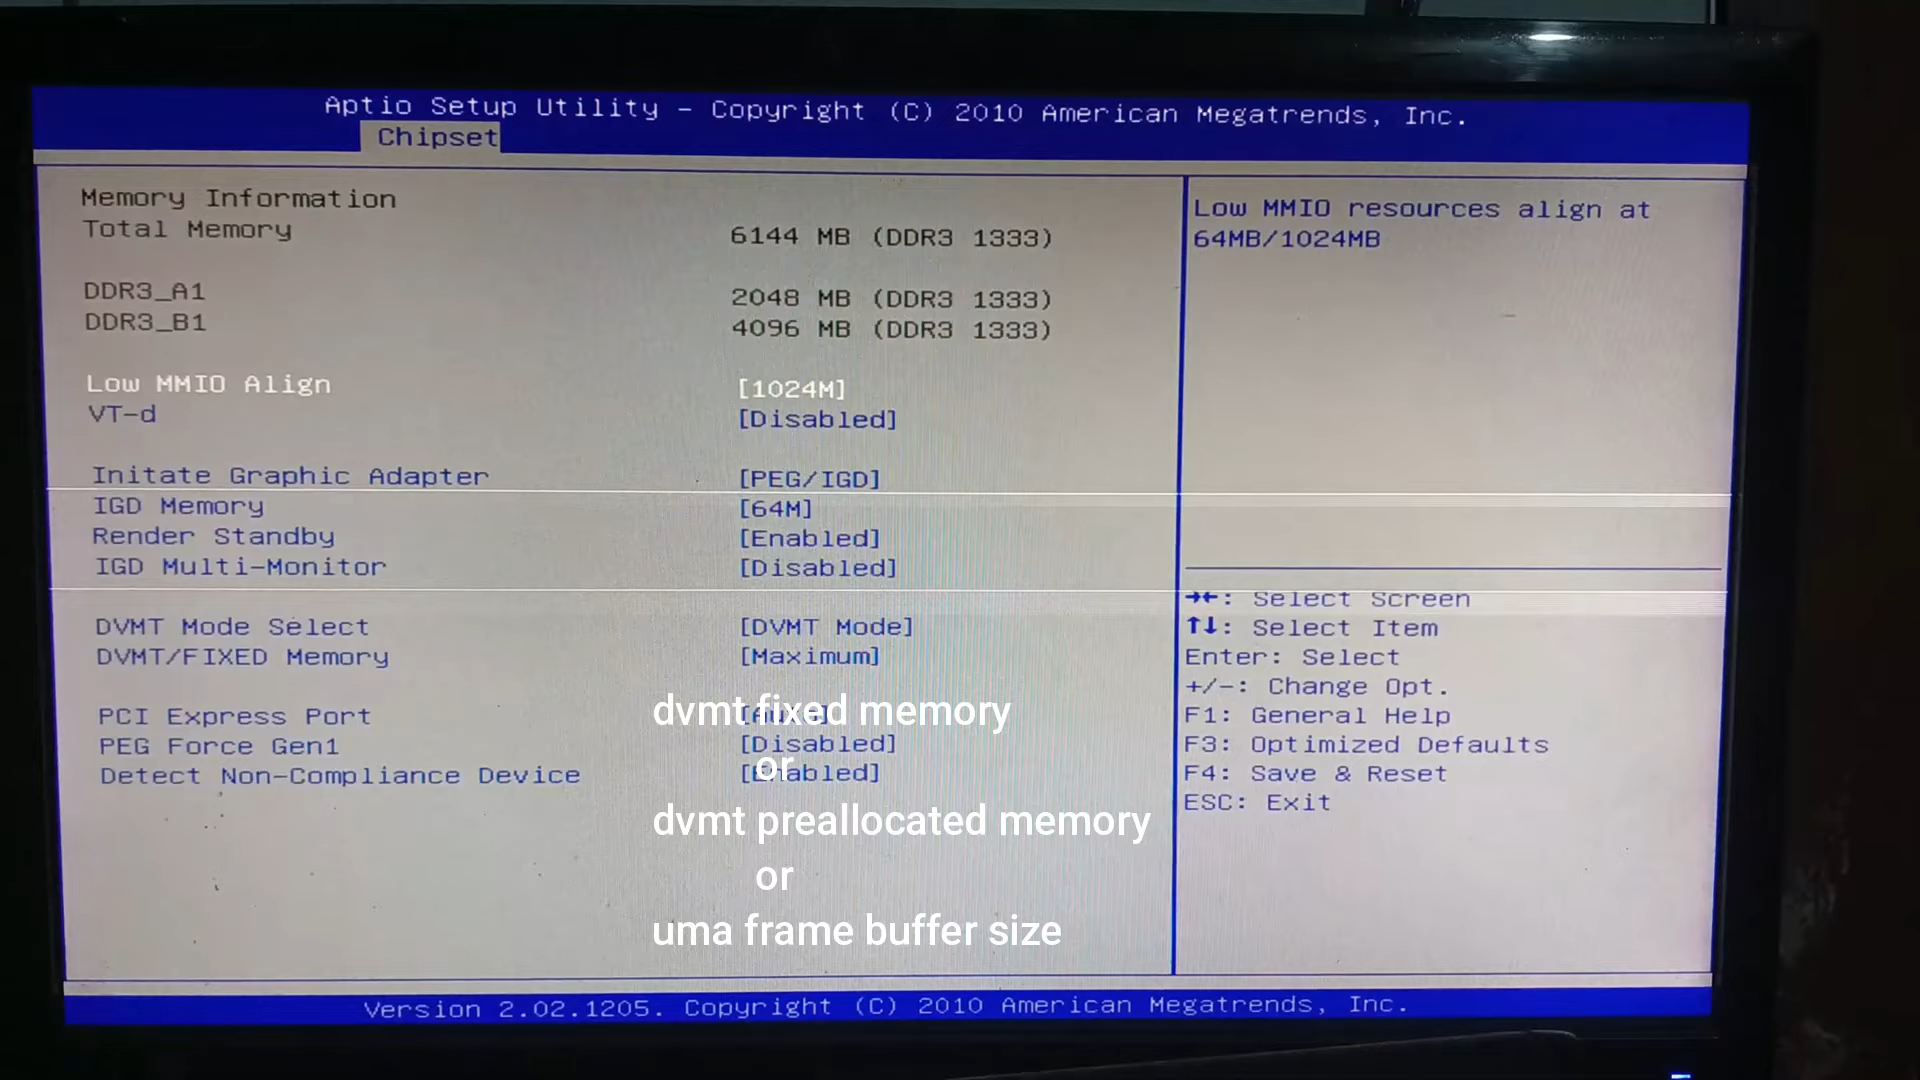 Aptio Setup Utility - Copyright (C) 2010 American Megatrends, Inc.
Chipset
Memory Information
Total Memory 6144 MB (DDR3 1333)
DDR3_A1 2048 MB (DDR3 1333)
DDR3_B1 4096 MB (DDR3 1333)
Low MMIO Align [1024M]
VT-d [Disabled]
Initate Graphic Adapter [PEG/IGD]
IGD Memory [64M]
Render Standby [Enabled]
IGD Multi-Monitor [Disabled]
DVMT Mode Select [DVMT Mode]
DVMT/FIXED Memory [Maximum]
PCI Express Port
PEG Force Gen1 [Disabled]
Detect Non-Compliance Device [Enabled]
Low MMIO resources align at
64MB/1024MB
→←: Select Screen
↑↓: Select Item
Enter: Select
+/-: Change Opt.
F1: General Help
F3: Optimized Defaults
F4: Save & Reset
ESC: Exit
dvmt fixed memory
or
dvmt preallocated memory
or
uma frame buffer size
Version 2.02.1205. Copyright (C) 2010 American Megatrends, Inc.